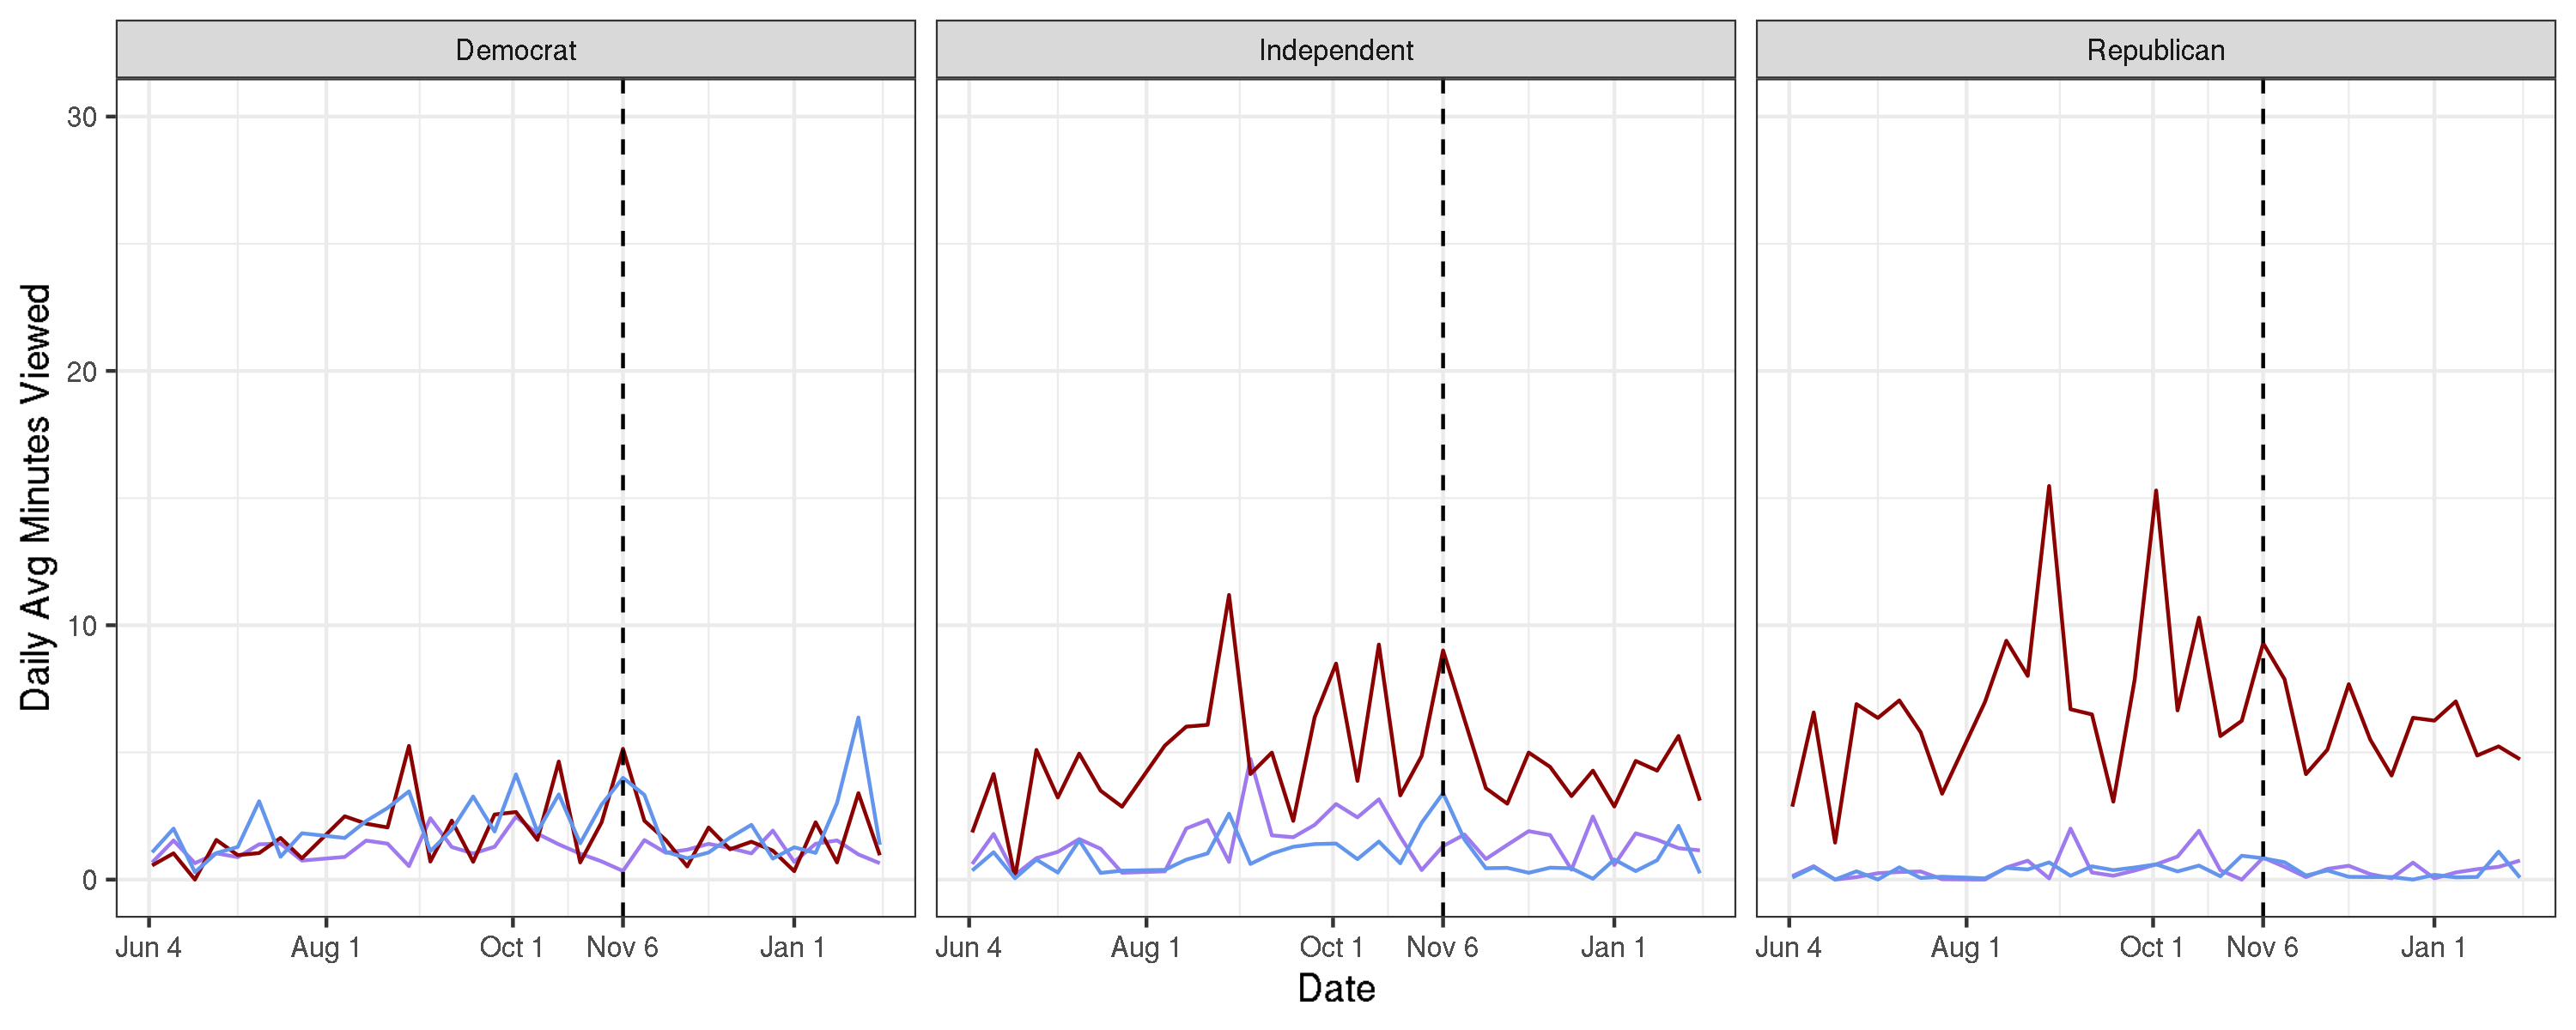 Democrat
Independent
Republican
Daily Avg Minutes Viewed
30
20
10
0
Jun 4 Aug 1 Oct 1 Nov 6 Jan 1
Jun 4 Aug 1 Oct 1 Nov 6 Jan 1
Jun 4 Aug 1 Oct 1 Nov 6 Jan 1
Date